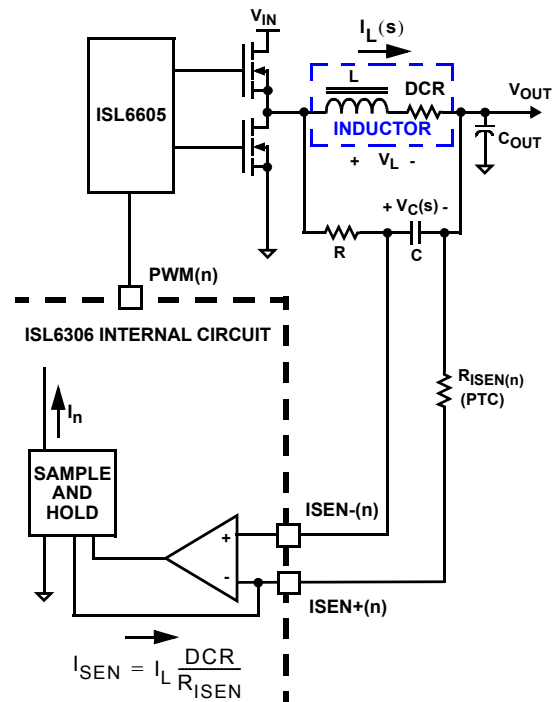 V_IN
I_L(s)
ISL6605
L
DCR
V_OUT
INDUCTOR
C_OUT
+ V_L -
+ V_C(s) -
R
C
PWM(n)
ISL6306 INTERNAL CIRCUIT
R_ISEN(n)
(PTC)
I_n
SAMPLE
AND
HOLD
ISEN-(n)
+
-
ISEN+(n)
I_SEN = I_L DCR / R_ISEN